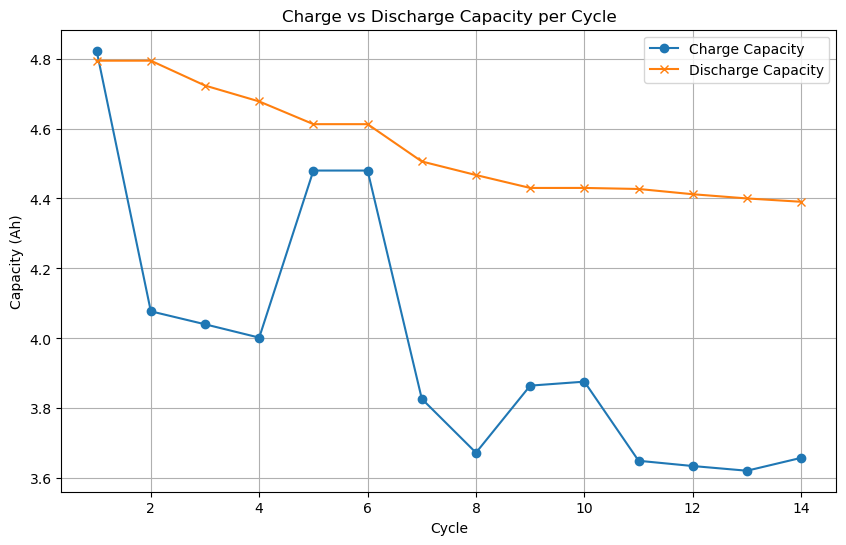 Charge vs Discharge Capacity per Cycle
Charge Capacity
Discharge Capacity
Capacity (Ah)
4.8
4.6
4.4
4.2
4.0
3.8
3.6
2 4 6 8 10 12 14
Cycle